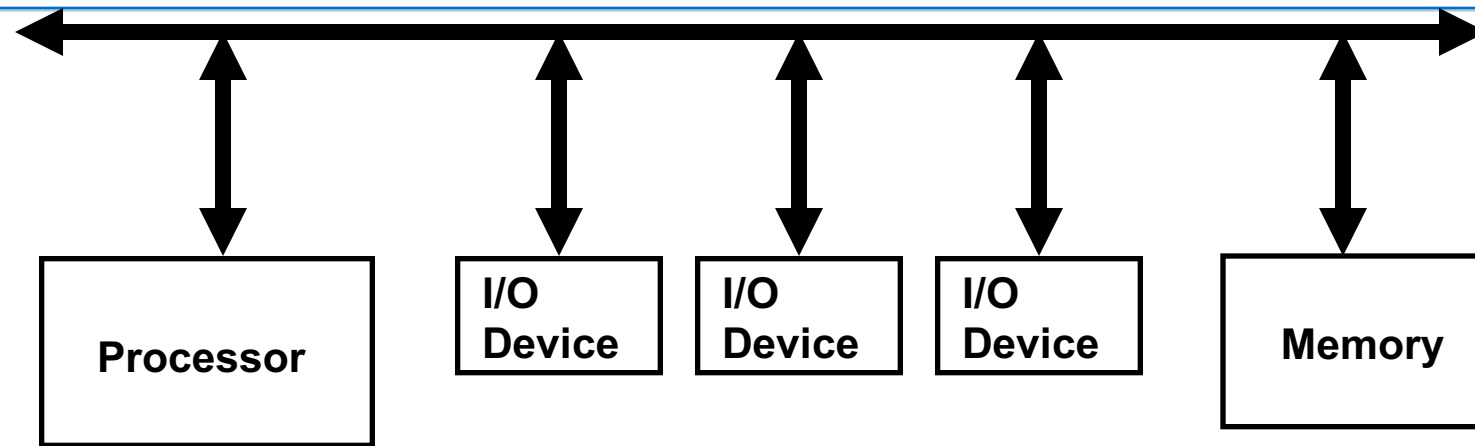 Processor
I/O
Device
I/O
Device
I/O
Device
Memory